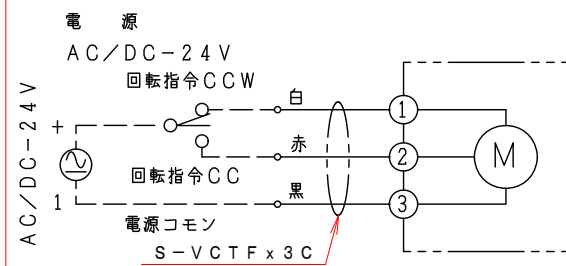 電　源
AC/DC-24V
回転指令CCW
AC/DC-24V
+
白
1
赤
2
M
回転指令CC
黒
1
3
電源コモン
S-VCTFx3C